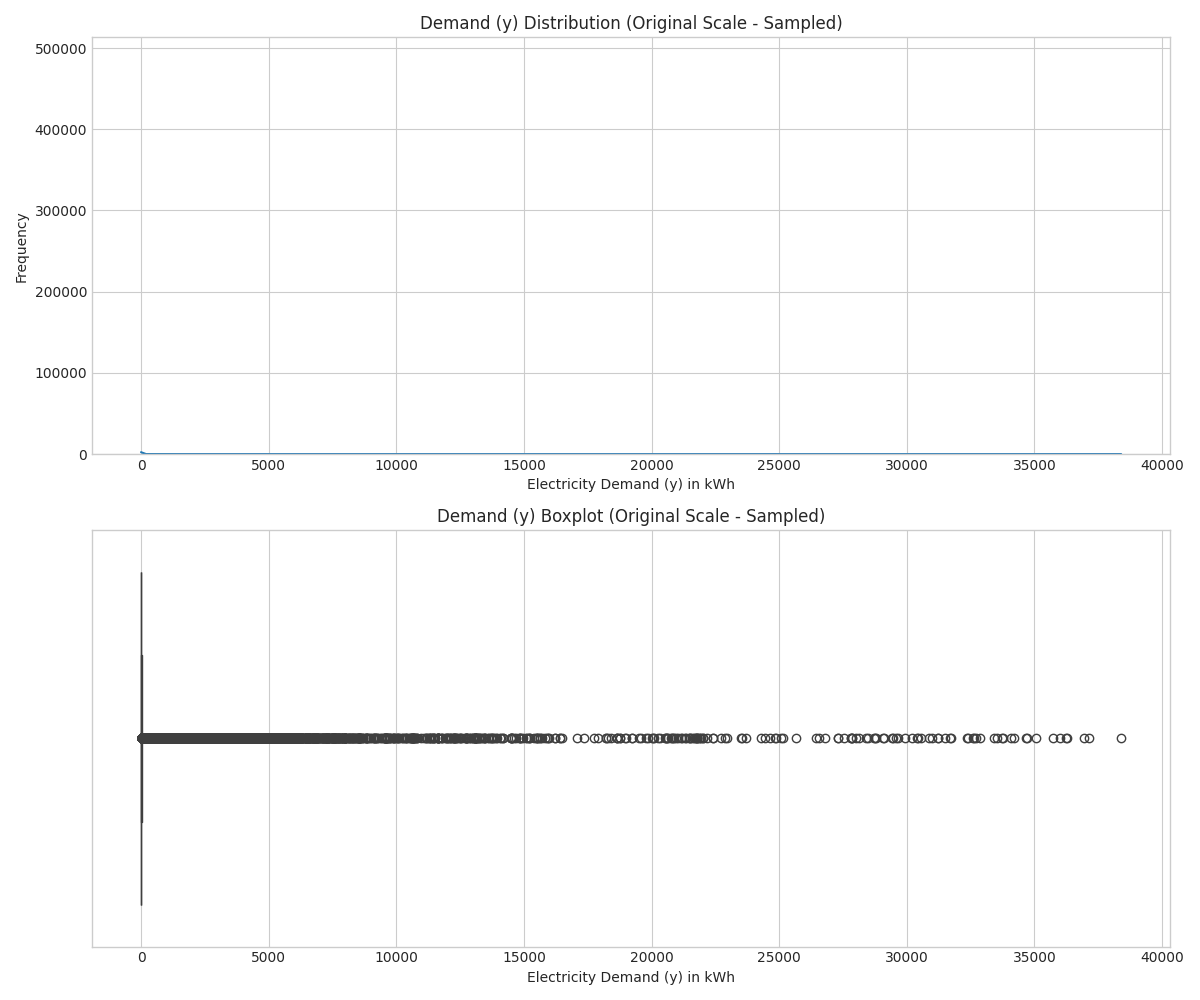 Demand (y) Distribution (Original Scale - Sampled)
500000
400000
300000
200000
100000
0
Frequency
0 5000 10000 15000 20000 25000 30000 35000 40000
Electricity Demand (y) in kWh
Demand (y) Boxplot (Original Scale - Sampled)
0 5000 10000 15000 20000 25000 30000 35000 40000
Electricity Demand (y) in kWh